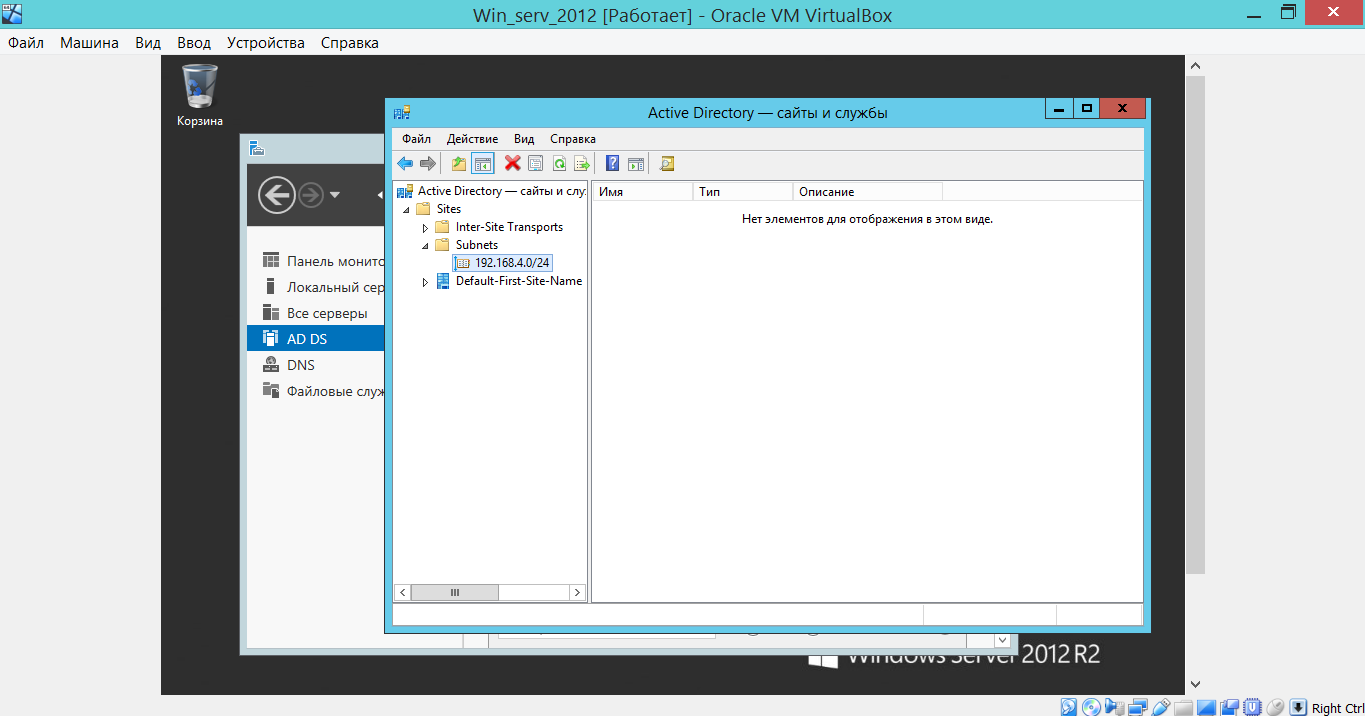 Win_serv_2012 [Работает] - Oracle VM VirtualBox
Файл Машина Вид Ввод Устройства Справка
Корзина
Active Directory — сайты и службы
Файл Действие Вид Справка
Active Directory — сайты и слу
Имя Тип Описание
Sites
Нет элементов для отображения в этом виде.
Inter-Site Transports
Subnets
192.168.4.0/24
Default-First-Site-Name
Панель монито
Локальный сер
Все серверы
AD DS
DNS
Файловые служ
Windows Server 2012 R2
Right Ctrl